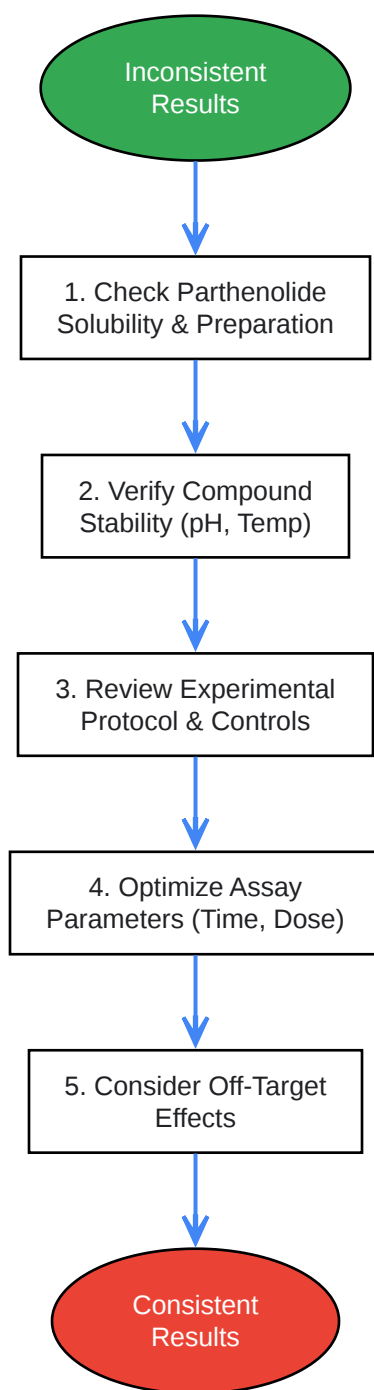 Inconsistent
Results
1. Check Parthenolide
Solubility & Preparation
2. Verify Compound
Stability (pH, Temp)
3. Review Experimental
Protocol & Controls
4. Optimize Assay
Parameters (Time, Dose)
5. Consider Off-Target
Effects
Consistent
Results